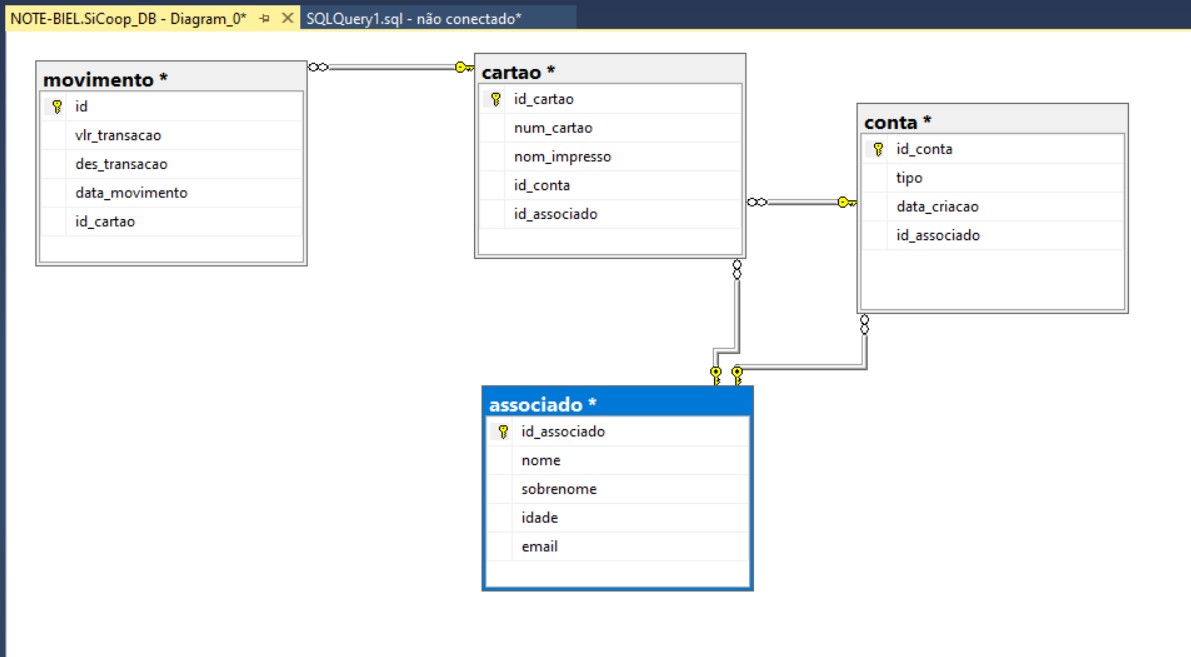 NOTE-BIEL.SiCoop_DB - Diagram_0*
SQLQuery1.sql - não conectado*
movimento *
id
vlr_transacao
des_transacao
data_movimento
id_cartao
cartao *
id_cartao
num_cartao
nom_impresso
id_conta
id_associado
conta *
id_conta
tipo
data_criacao
id_associado
associado *
id_associado
nome
sobrenome
idade
email